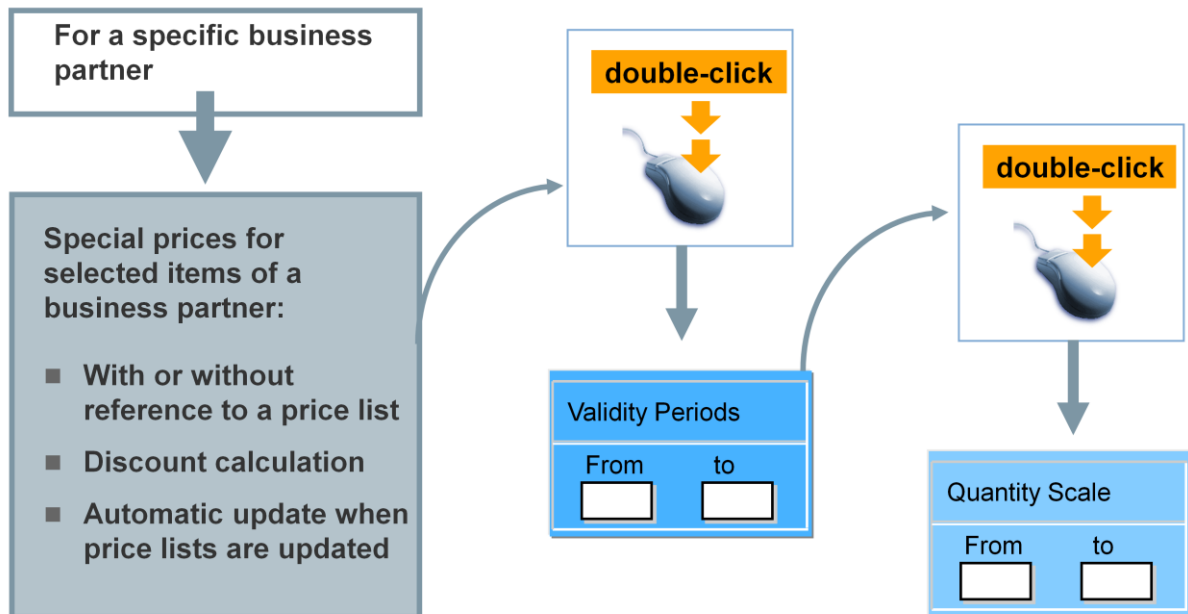 For a specific business
partner
Special prices for
selected items of a
business partner:
■ With or without
reference to a price list
■ Discount calculation
■ Automatic update when
price lists are updated
double-click
Validity Periods
From to
double-click
Quantity Scale
From to